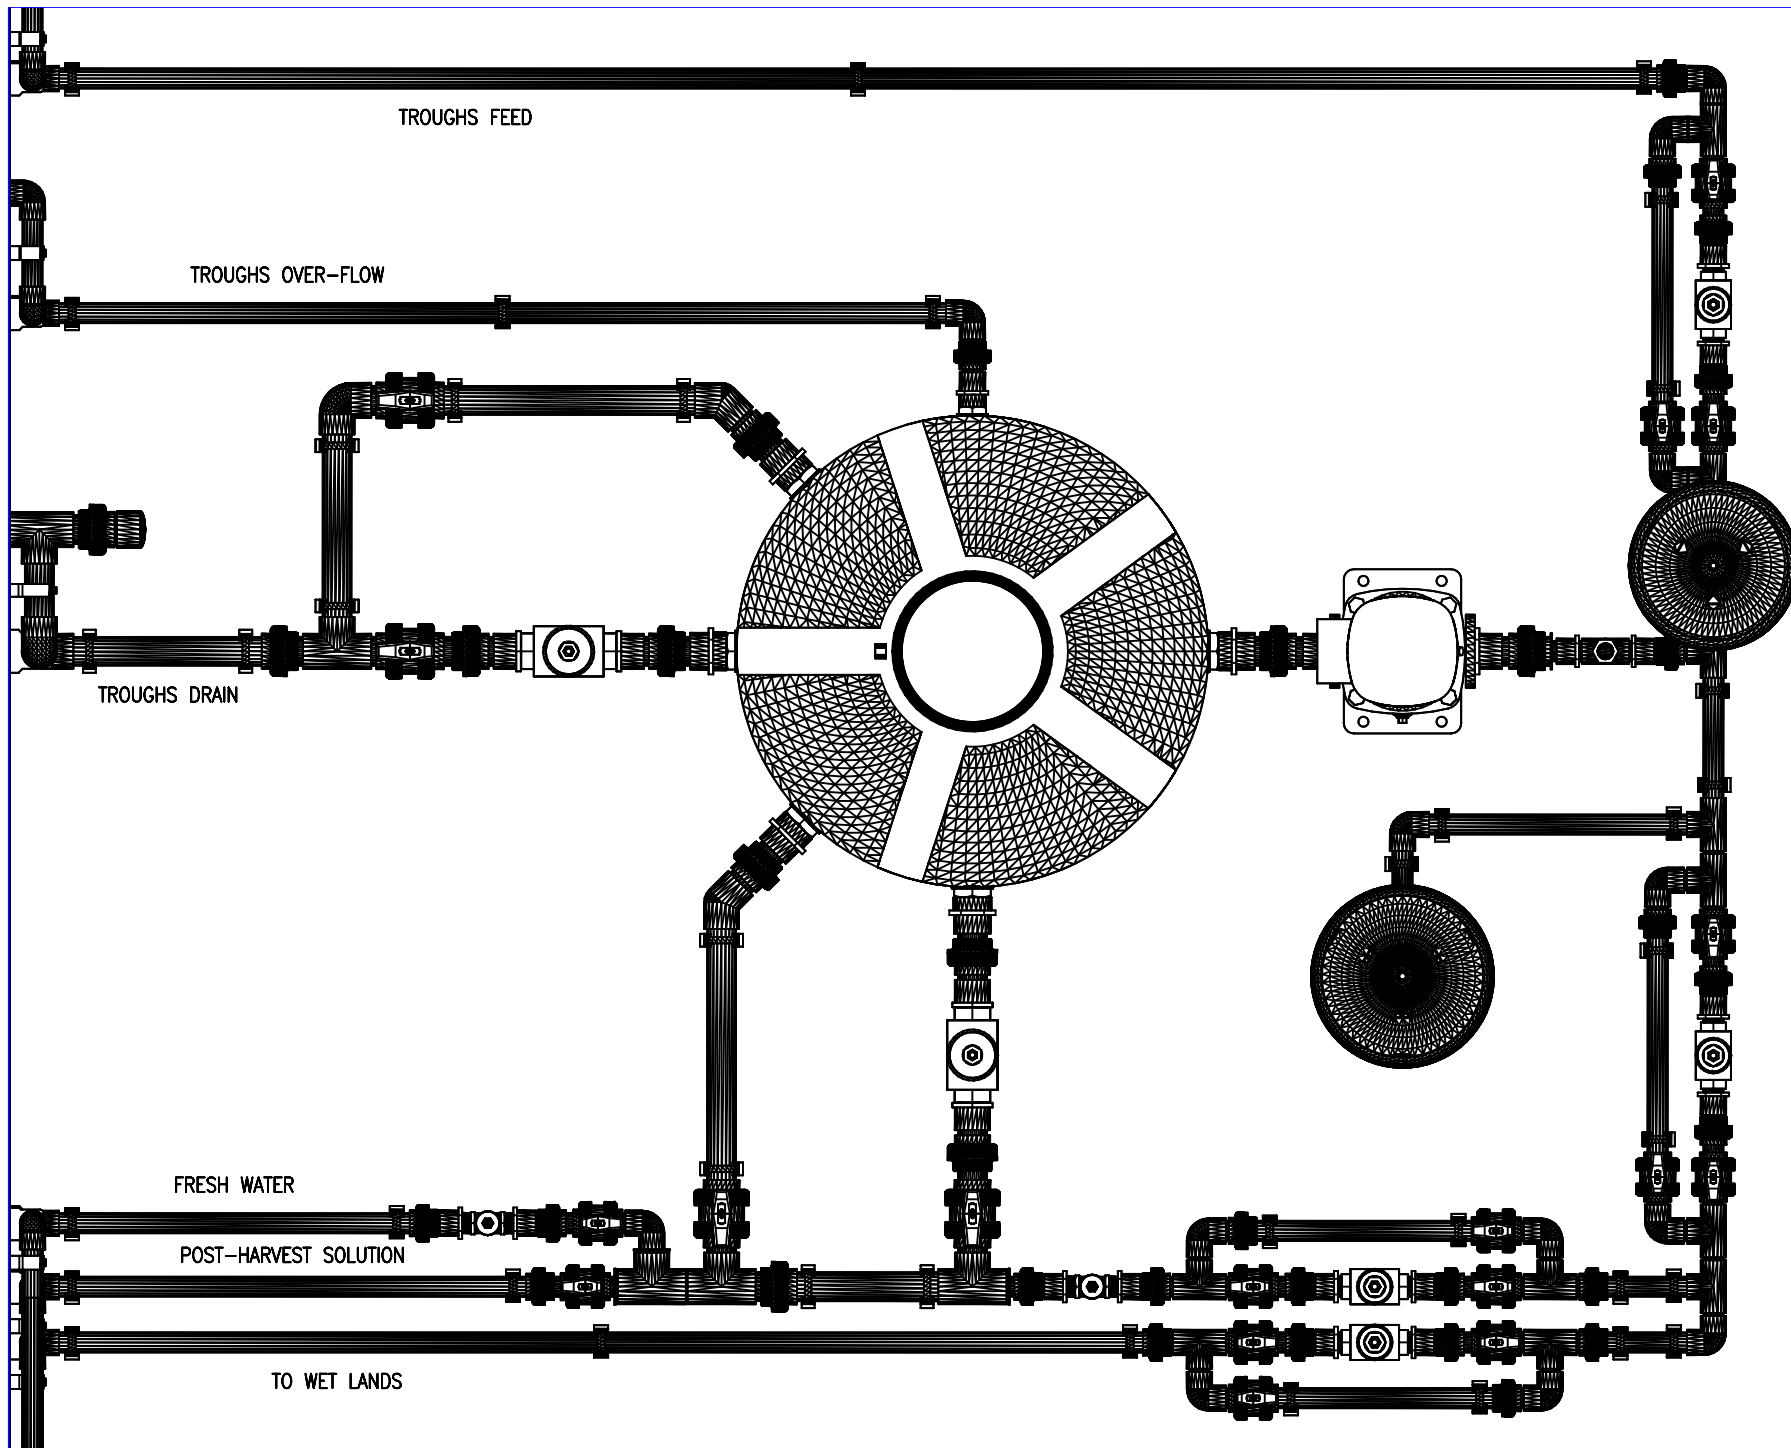 TROUGHS FEED
TROUGHS OVER-FLOW
TROUGHS DRAIN
FRESH WATER
POST-HARVEST SOLUTION
TO WET LANDS